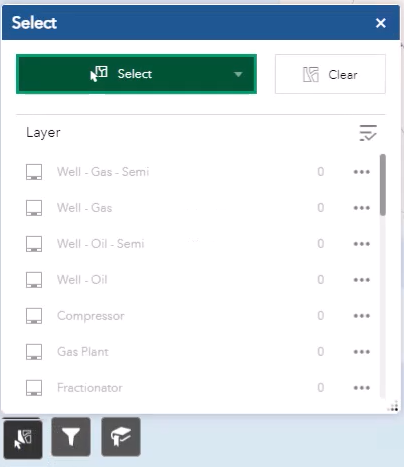 Select
Select Clear
Layer
Well - Gas - Semi 0
Well - Gas 0
Well - Oil - Semi 0
Well - Oil 0
Compressor 0
Gas Plant 0
Fractionator 0